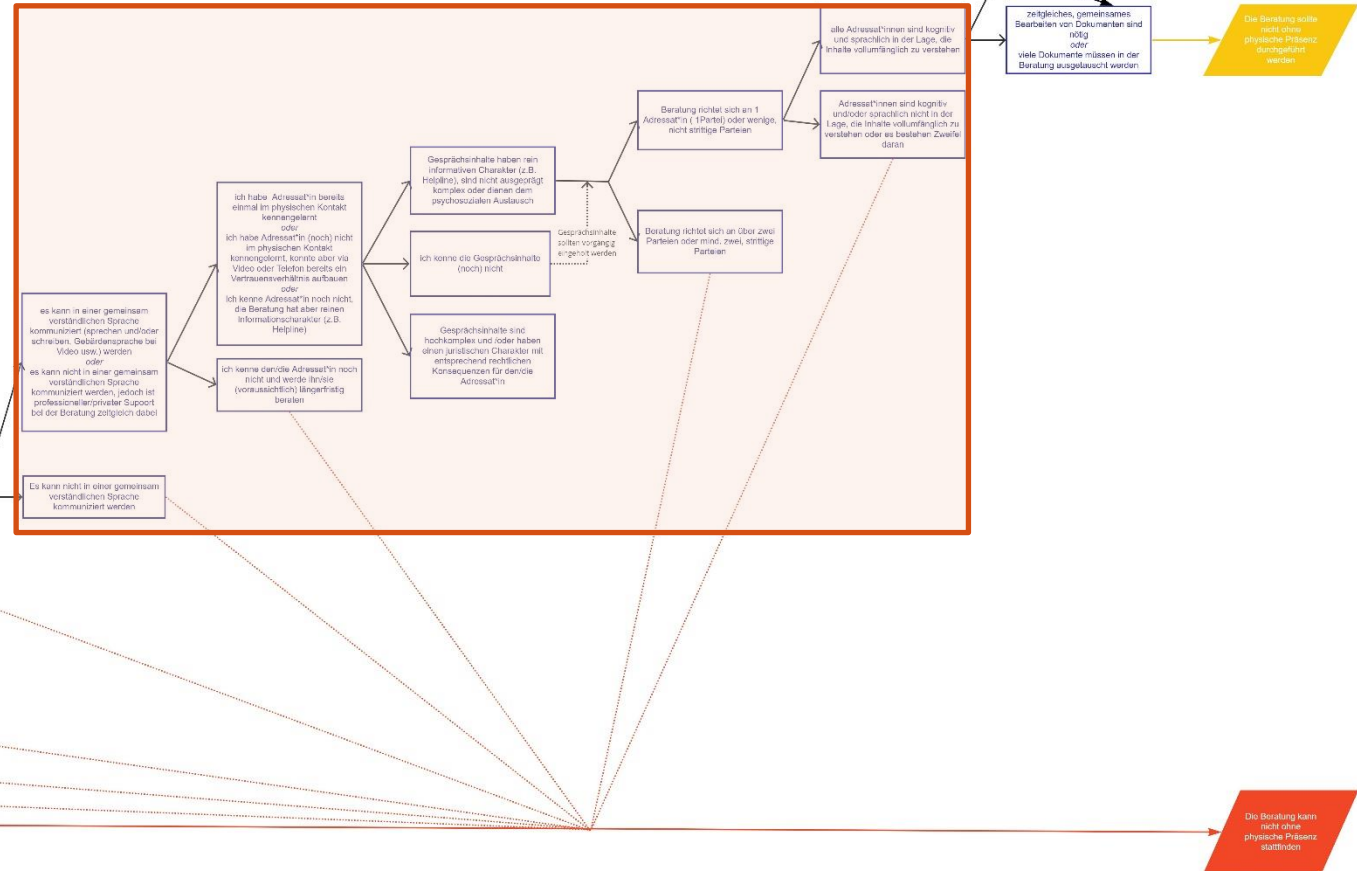 alle Adressat*innen sind kognitiv
und sprachlich in der Lage, die
Inhalte vollumfänglich zu verstehen
zeitgleiches, gemeinsames
Bearbeiten von Dokumenten sind
nötig
oder
viele Dokumente müssen in der
Beratung ausgetauscht werden
Die Beratung sollte
nicht ohne
physische Präsenz
durchgeführt
werden
Beratung richtet sich an 1
Adressat*in ( 1Partei) oder wenige,
nicht strittige Parteien
Adressat*innen sind kognitiv
und/oder sprachlich nicht in der
Lage, die Inhalte vollumfänglich zu
verstehen oder es bestehen Zweifel
daran
Gesprächsinhalte haben rein
informativen Charakter (z.B.
Helpline), sind nicht ausgeprägt
komplex oder dienen dem
psychosozialen Austausch
ich habe Adressat*in bereits
einmal im physischen Kontakt
kennengelernt
oder
ich habe Adressat*in (noch) nicht
im physischen Kontakt
kennengelernt, konnte aber via
Video oder Telefon bereits ein
Vertrauensverhältnis aufbauen
oder
ich kenne Adressat*in noch nicht,
die Beratung hat aber reinen
Informationscharakter (z.B.
Helpline)
Gesprächsinhalte
sollten vorgängig
eingeholt werden
Beratung richtet sich an über zwei
Parteien oder mind. zwei, strittige
Parteien
ich kenne die Gesprächsinhalte
(noch) nicht
es kann in einer gemeinsam
verständlichen Sprache
kommuniziert (sprechen und/oder
schreiben, Gebärdensprache bei
Video usw.) werden
oder
es kann nicht in einer gemeinsam
verständlichen Sprache
kommuniziert werden, jedoch ist
professioneller/privater Support
bei der Beratung zeitgleich dabei
Gesprächsinhalte sind
hochkomplex und /oder haben
einen juristischen Charakter mit
entsprechend rechtlichen
Konsequenzen für den/die
Adressat*in
ich kenne den/die Adressat*in noch
nicht und werde ihn/sie
(voraussichtlich) längerfristig
beraten
Es kann nicht in einer gemeinsam
verständlichen Sprache
kommuniziert werden
Die Beratung kann
nicht ohne
physische Präsenz
stattfinden